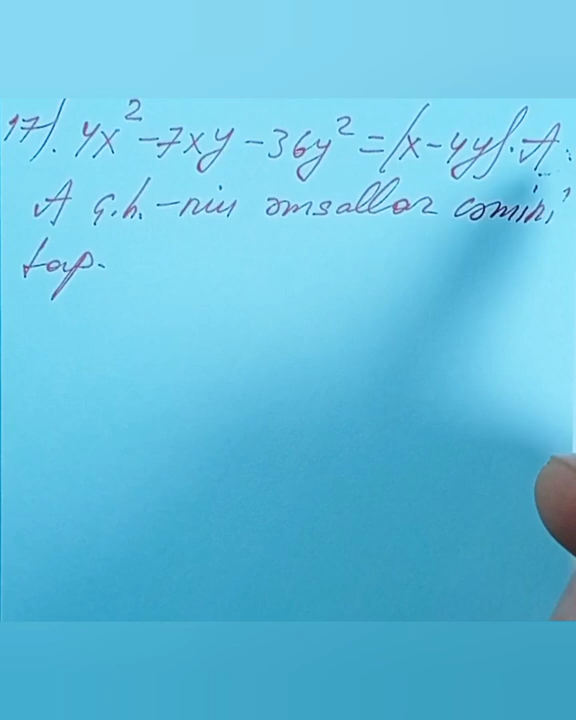 17). 4x² - 7xy - 36y² = (x - 4y) · A.
A ç.h. - nin əmsallar cəmini
tap.